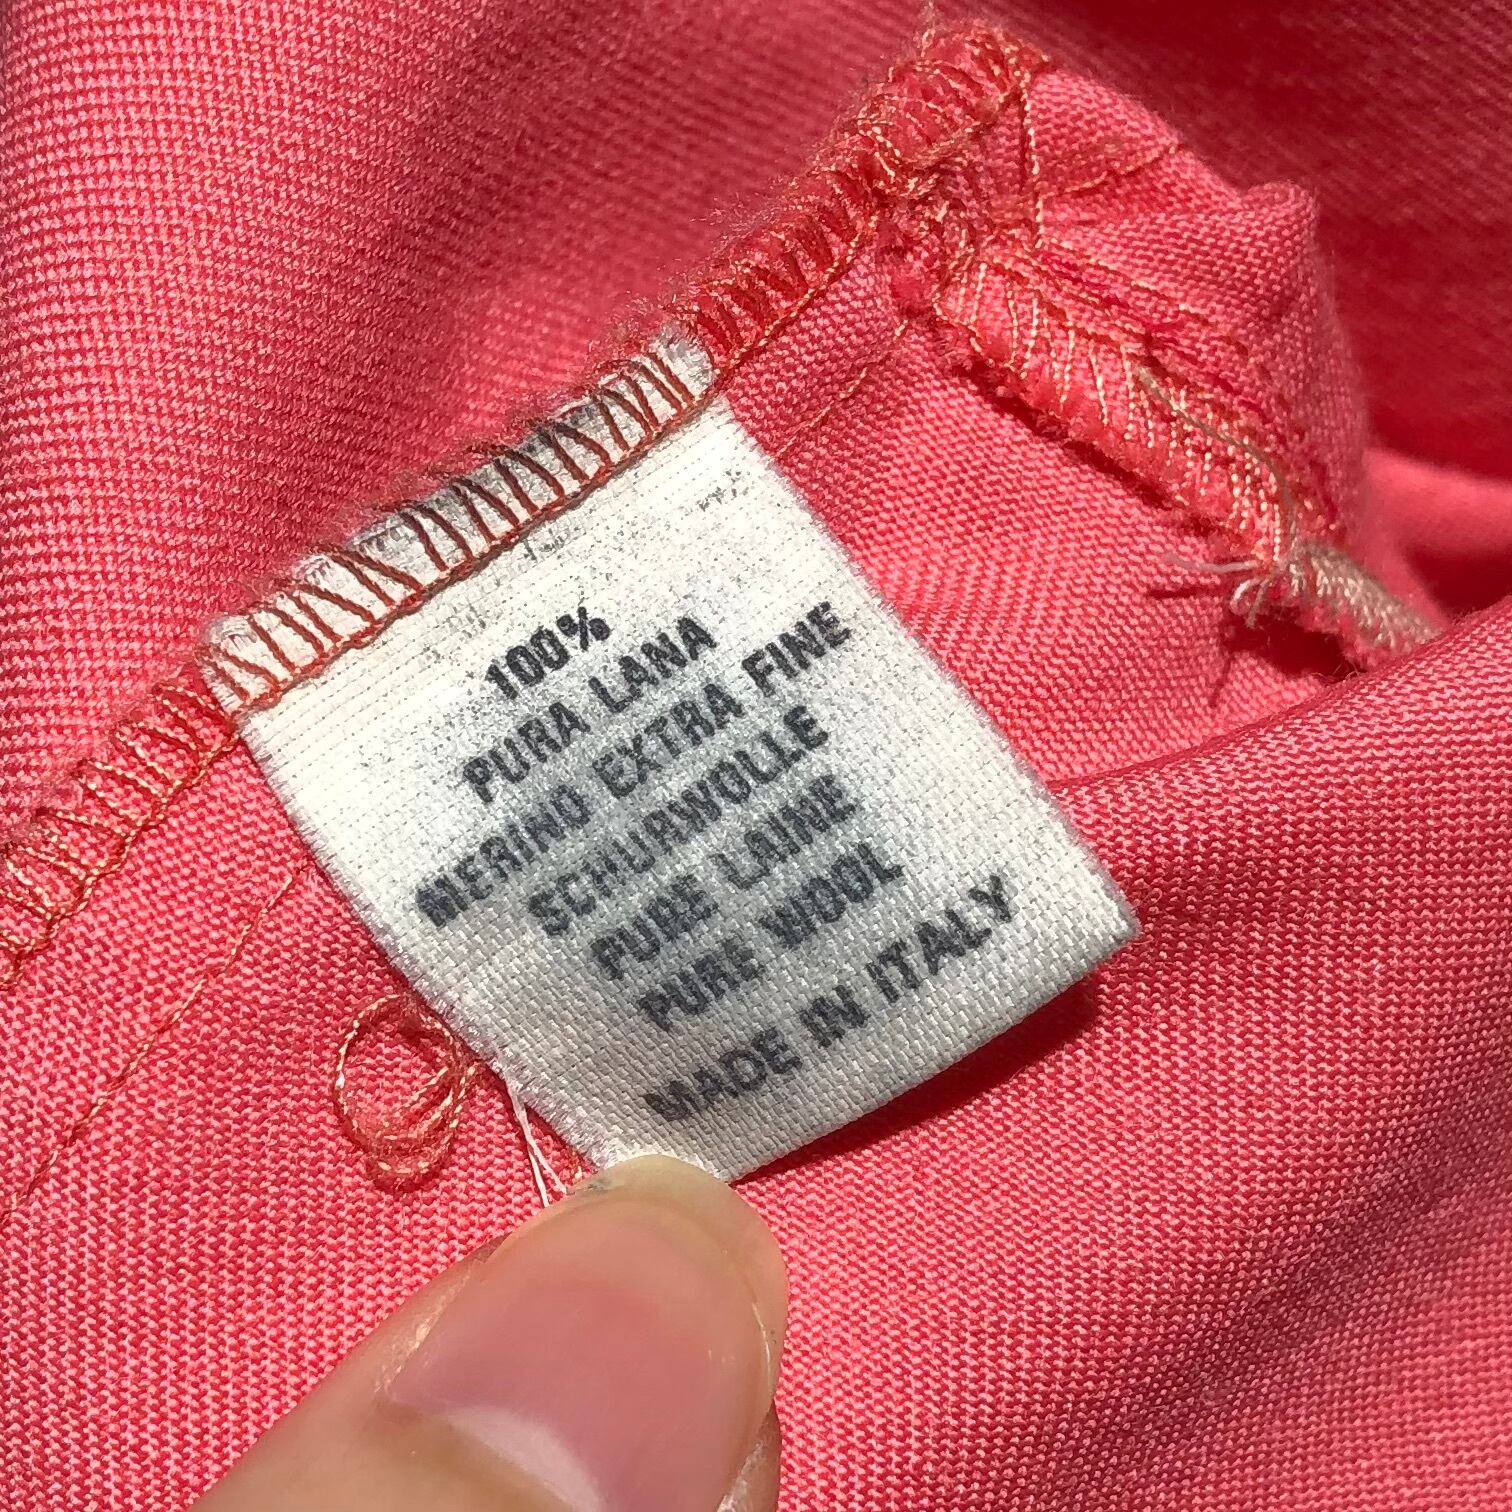 100%
PURA LANA
MERINO EXTRA FINE
SCHURWOLLE
PURE LAINE
PURE WOOL
MADE IN ITALY